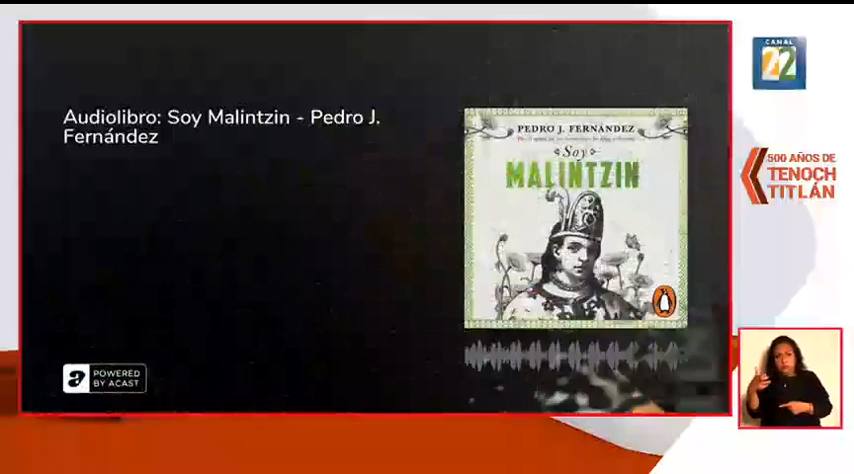 CANAL
22
Audiolibro: Soy Malintzin - Pedro J.
Fernández
PEDRO J. FERNÁNDEZ
Soy
MALINTZIN
500 AÑOS DE
TENOCH
TITLÁN
POWERED
BY ACAST